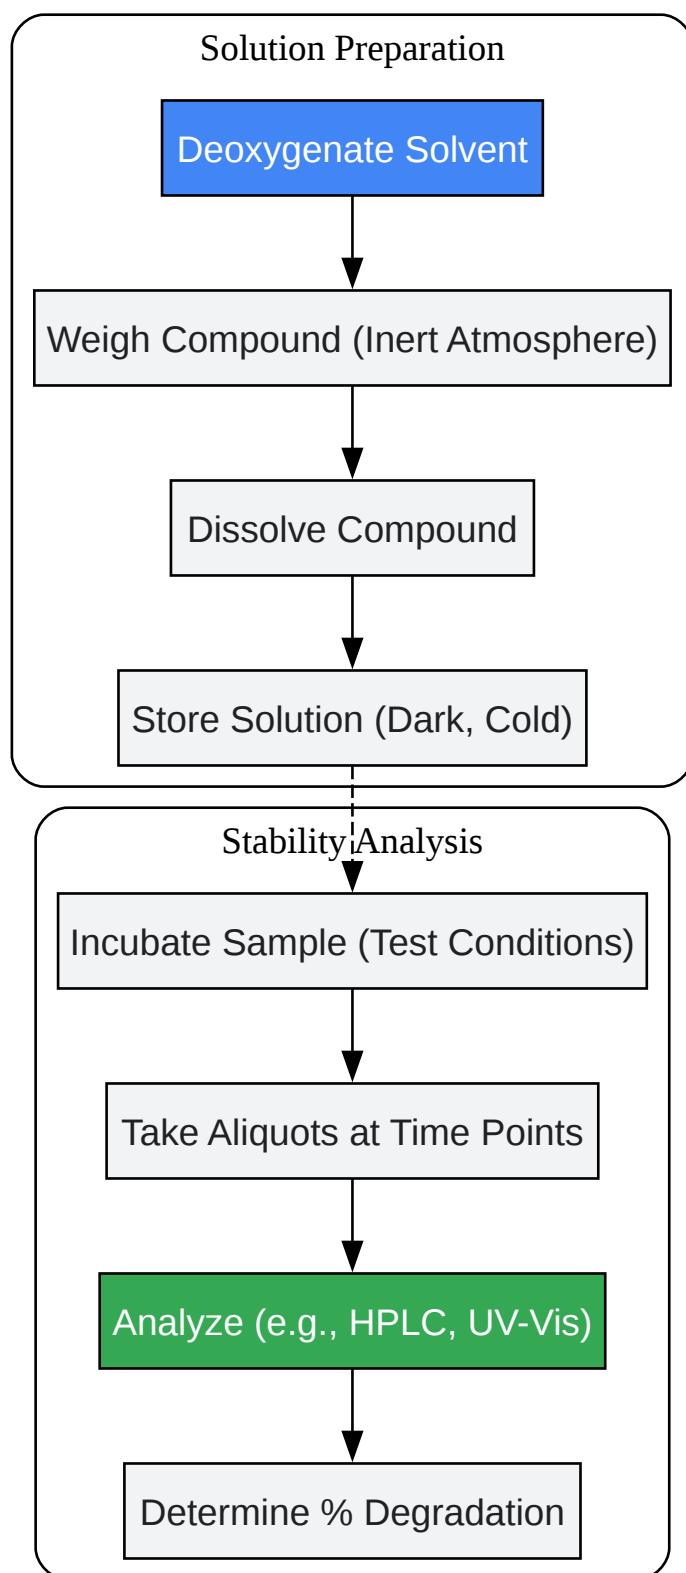 Solution Preparation
Deoxygenate Solvent
Weigh Compound (Inert Atmosphere)
Dissolve Compound
Store Solution (Dark, Cold)
Stability Analysis
Incubate Sample (Test Conditions)
Take Aliquots at Time Points
Analyze (e.g., HPLC, UV-Vis)
Determine % Degradation